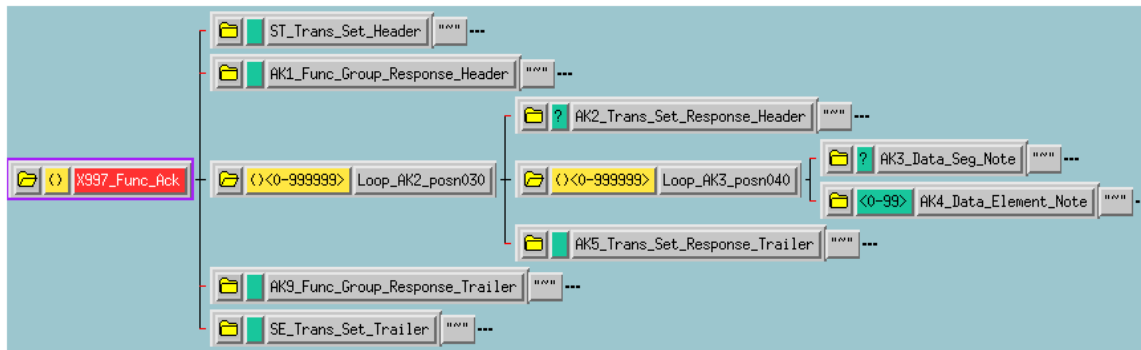 ST_Trans_Set_Header "~" ---
AK1_Func_Group_Response_Header "~" ---
? AK2_Trans_Set_Response_Header "~" ---
() X997_Func_Ack ()<0-999999> Loop_AK2_posn030 ()<0-999999> Loop_AK3_posn040
? AK3_Data_Seg_Note "~" ---
<0-99> AK4_Data_Element_Note "~" -
AK5_Trans_Set_Response_Trailer "~" ---
AK9_Func_Group_Response_Trailer "~" ---
SE_Trans_Set_Trailer "~" ---